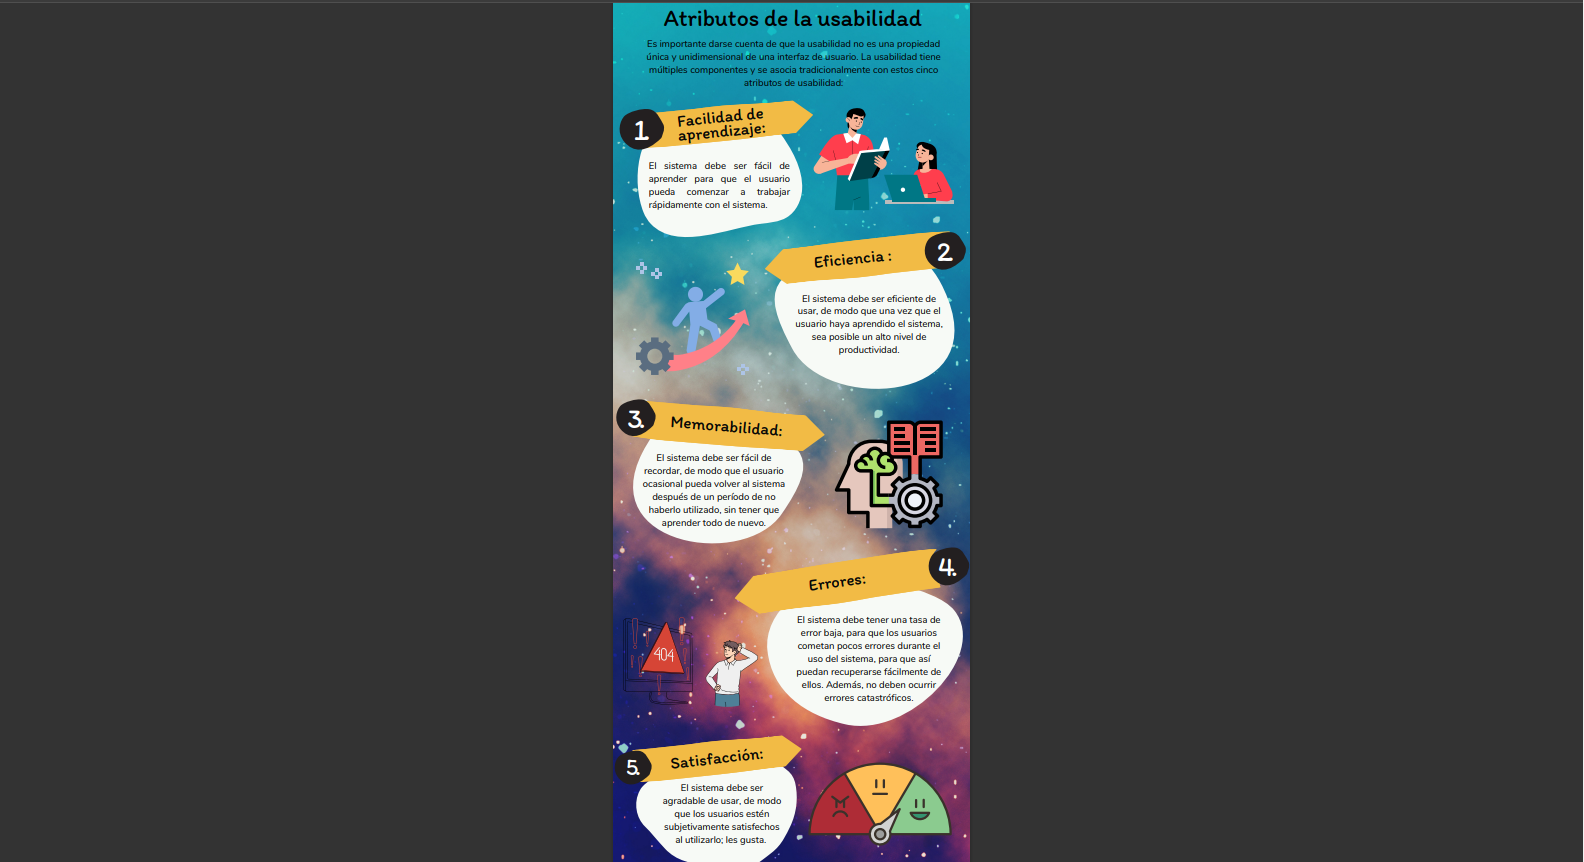 Atributos de la usabilidad
Es importante darse cuenta de que la usabilidad no es una propiedad
única y unidimensional de una interfaz de usuario. La usabilidad tiene
múltiples componentes y se asocia tradicionalmente con estos cinco
atributos de usabilidad:
1.
Facilidad de
aprendizaje:
El sistema debe ser fácil de
aprender para que el usuario
pueda comenzar a trabajar
rápidamente con el sistema.
2.
Eficiencia :
El sistema debe ser eficiente de
usar, de modo que una vez que el
usuario haya aprendido el sistema,
sea posible un alto nivel de
productividad.
3.
Memorabilidad:
El sistema debe ser fácil de
recordar, de modo que el usuario
ocasional pueda volver al sistema
después de un período de no
haberlo utilizado, sin tener que
aprender todo de nuevo.
4.
Errores:
El sistema debe tener una tasa de
error baja, para que los usuarios
cometan pocos errores durante el
uso del sistema, para que así
puedan recuperarse fácilmente de
ellos. Además, no deben ocurrir
errores catastróficos.
404
5.
Satisfacción:
El sistema debe ser
agradable de usar, de modo
que los usuarios estén
subjetivamente satisfechos
al utilizarlo; les gusta.